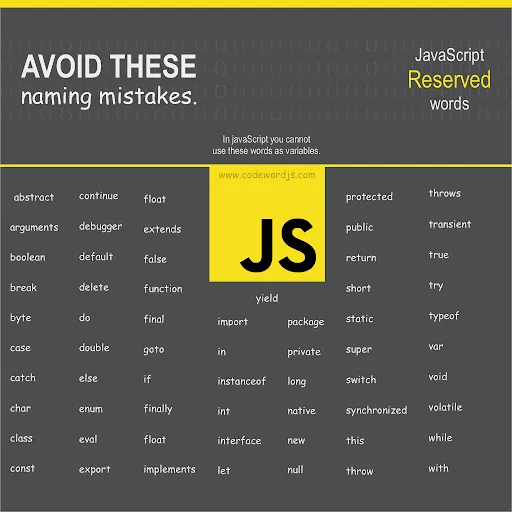 AVOID THESE
naming mistakes.
JavaScript
Reserved
words
In javaScript you cannot
use these words as variables.
www.codewordjs.com
JS
abstract
arguments
boolean
break
byte
case
catch
char
class
const
continue
debugger
default
delete
do
double
else
enum
eval
export
float
extends
false
function
final
goto
if
finally
float
implements
yield
import
in
instanceof
int
interface
let
package
private
long
native
new
null
protected
public
return
short
static
super
switch
synchronized
this
throw
throws
transient
true
try
typeof
var
void
volatile
while
with